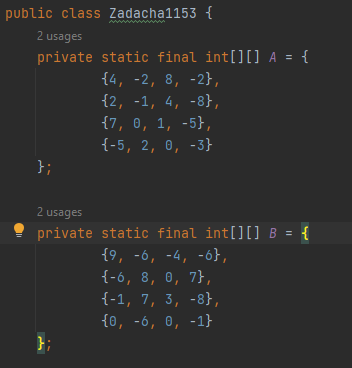 public class Zadacha1153 {
2 usages
private static final int[][] A = {
{4, -2, 8, -2},
{2, -1, 4, -8},
{7, 0, 1, -5},
{-5, 2, 0, -3}
};
2 usages
private static final int[][] B = {
{9, -6, -4, -6},
{-6, 8, 0, 7},
{-1, 7, 3, -8},
{0, -6, 0, -1}
};